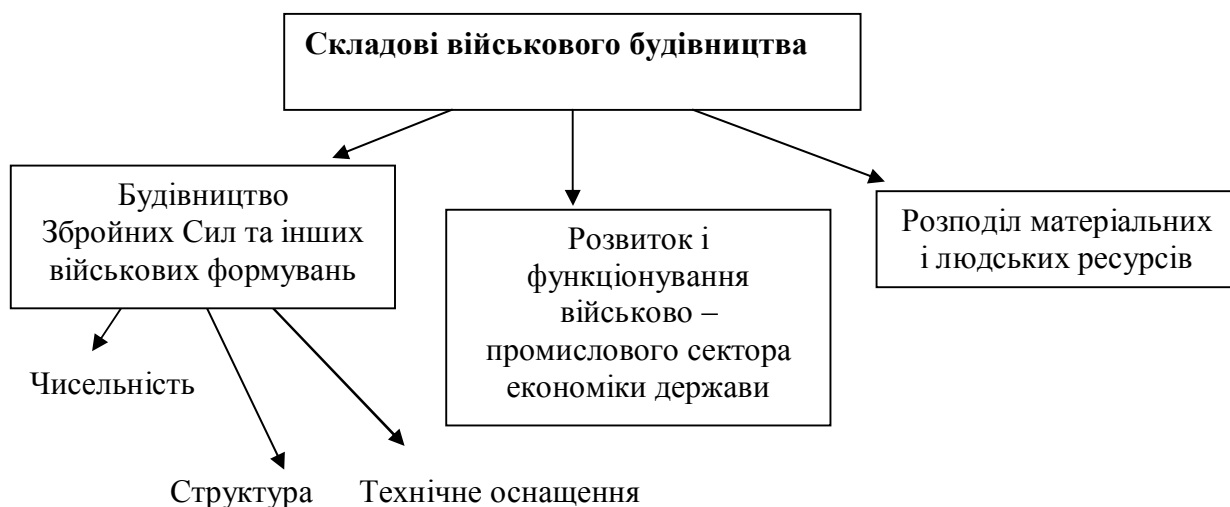 Складові військового будівництва
Будівництво
Збройних Сил та інших
військових формувань
Розвиток і
функціонування
військово –
промислового сектора
економіки держави
Розподіл матеріальних
і людських ресурсів
Чисельність
Структура
Технічне оснащення